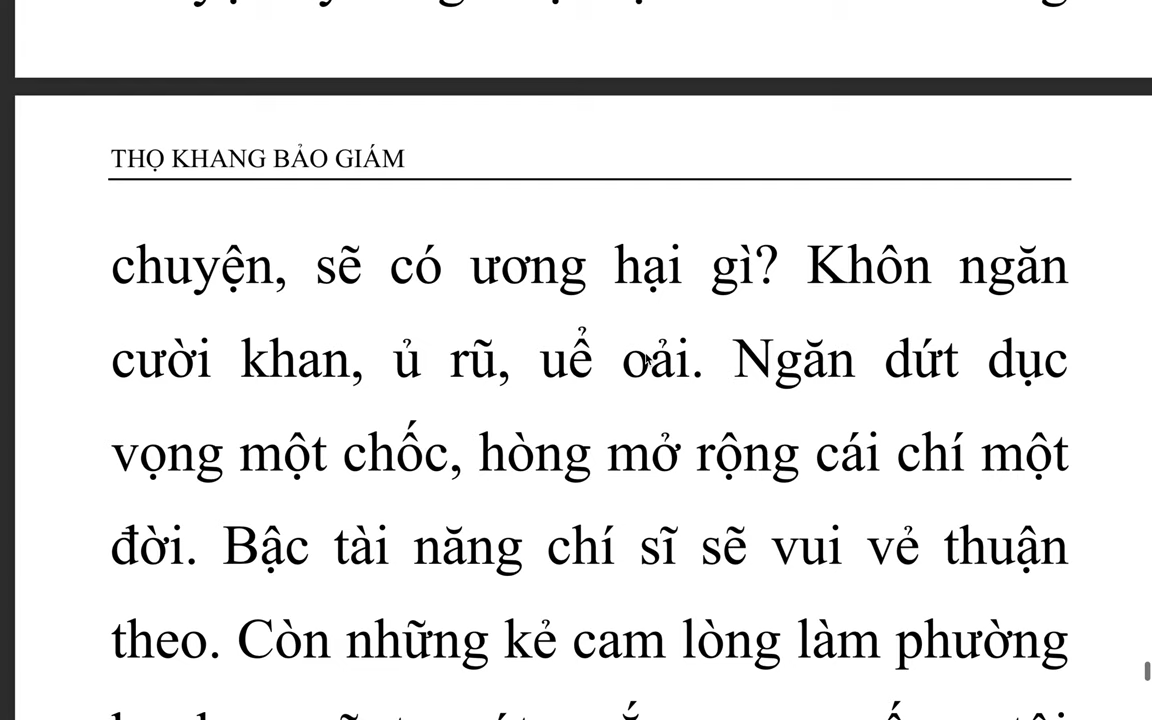 THỌ KHANG BẢO GIÁM
chuyện, sẽ có ương hại gì? Khôn ngăn
cười khan, ủ rũ, uể oải. Ngăn dứt dục
vọng một chốc, hòng mở rộng cái chí một
đời. Bậc tài năng chí sĩ sẽ vui vẻ thuận
theo. Còn những kẻ cam lòng làm phường